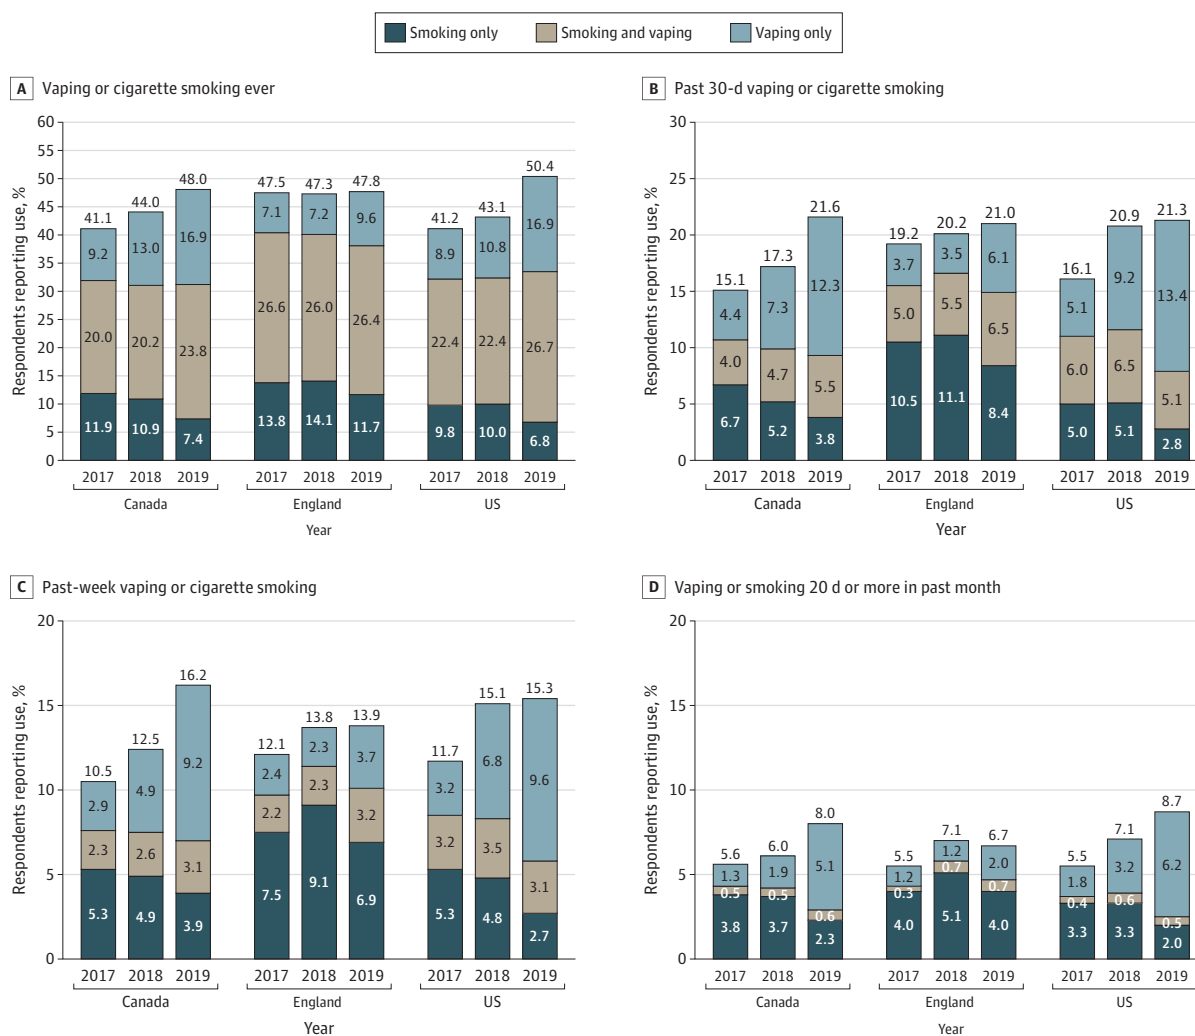 Smoking only Smoking and vaping Vaping only
A Vaping or cigarette smoking ever
60
55
50
45
40
35
30
25
20
15
10
5
0
Respondents reporting use, %
41.1 44.0 48.0 47.5 47.3 47.8 41.2 43.1 50.4
9.2 13.0 16.9 7.1 7.2 9.6 8.9 10.8 16.9
20.0 20.2 23.8 26.6 26.0 26.4 22.4 22.4 26.7
11.9 10.9 7.4 13.8 14.1 11.7 9.8 10.0 6.8
2017 2018 2019 2017 2018 2019 2017 2018 2019
Canada England US
Year
B Past 30-d vaping or cigarette smoking
30
25
20
15
10
5
0
Respondents reporting use, %
15.1 17.3 21.6 19.2 20.2 21.0 16.1 20.9 21.3
4.4 7.3 12.3 3.7 3.5 6.1 5.1 9.2 13.4
4.0 4.7 5.5 5.0 5.5 6.5 6.0 6.5 5.1
6.7 5.2 3.8 10.5 11.1 8.4 5.0 5.1 2.8
2017 2018 2019 2017 2018 2019 2017 2018 2019
Canada England US
Year
C Past-week vaping or cigarette smoking
20
15
10
5
0
Respondents reporting use, %
10.5 12.5 16.2 12.1 13.8 13.9 11.7 15.1 15.3
2.9 4.9 9.2 2.4 2.3 3.7 3.2 6.8 9.6
2.3 2.6 3.1 2.2 2.3 3.2 3.2 3.5 3.1
5.3 4.9 3.9 7.5 9.1 6.9 5.3 4.8 2.7
2017 2018 2019 2017 2018 2019 2017 2018 2019
Canada England US
Year
D Vaping or smoking 20 d or more in past month
20
15
10
5
0
Respondents reporting use, %
5.6 6.0 8.0 5.5 7.1 6.7 5.5 7.1 8.7
1.3 1.9 5.1 1.2 1.2 2.0 1.8 3.2 6.2
0.5 0.5 0.6 0.3 0.7 0.7 0.4 0.6 0.5
3.8 3.7 2.3 4.0 5.1 4.0 3.3 3.3 2.0
2017 2018 2019 2017 2018 2019 2017 2018 2019
Canada England US
Year